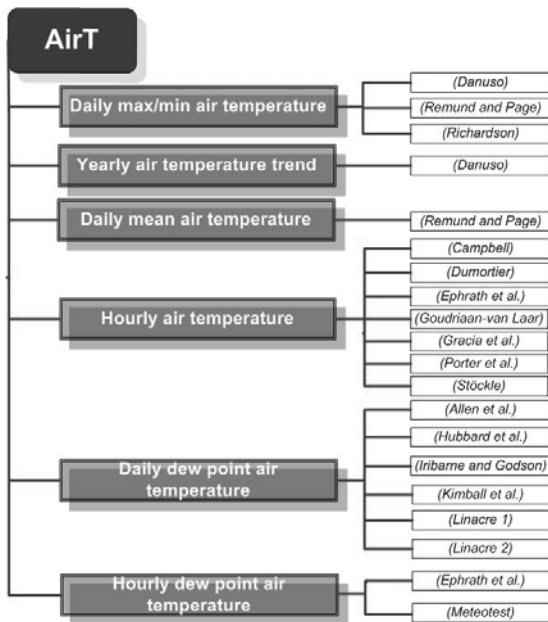 AirT
Daily max/min air temperature
(Danuso)
(Remund and Page)
(Richardson)
Yearly air temperature trend
(Danuso)
Daily mean air temperature
(Remund and Page)
Hourly air temperature
(Campbell)
(Dumortier)
(Ephrath et al.)
(Goudriaan-van Laar)
(Gracia et al.)
(Porter et al.)
(Stöckle)
Daily dew point air
temperature
(Allen et al.)
(Hubbard et al.)
(Iribarne and Godson)
(Kimball et al.)
(Linacre 1)
(Linacre 2)
Hourly dew point air
temperature
(Ephrath et al.)
(Meteotest)